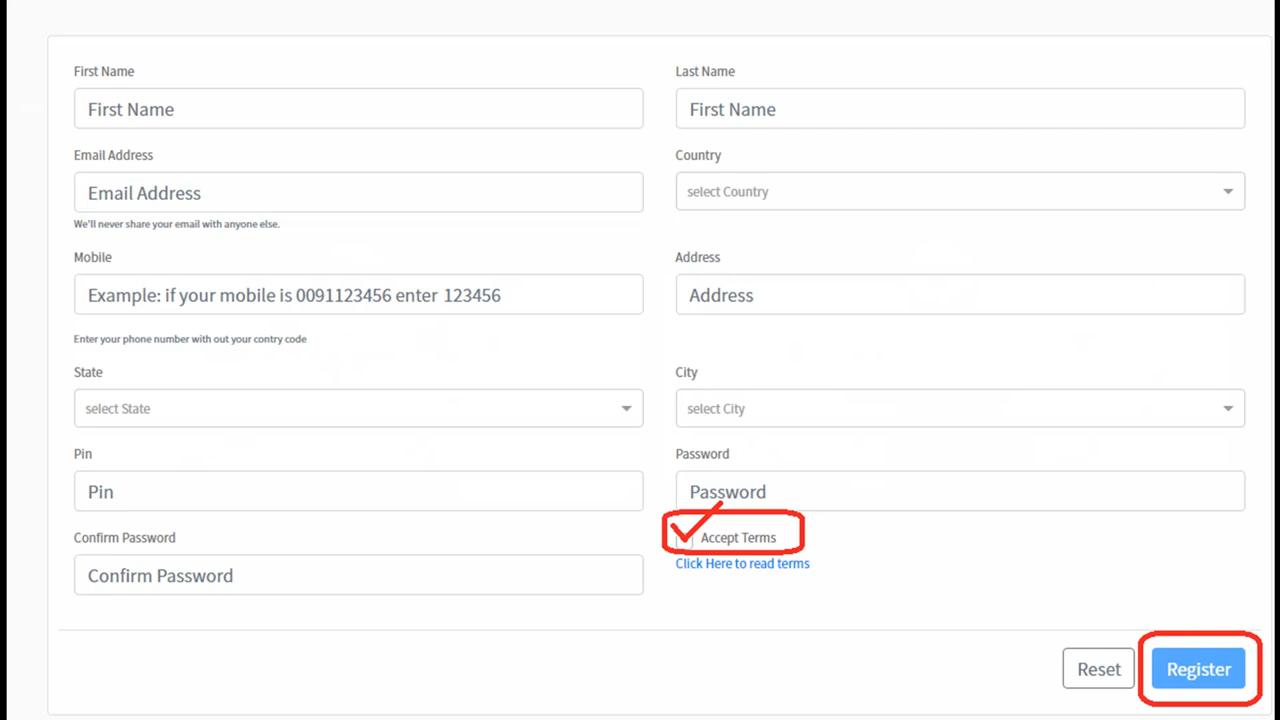 First Name
Last Name
First Name
First Name
Email Address
Country
Email Address
select Country
We'll never share your email with anyone else.
Mobile
Address
Example: if your mobile is 0091123456 enter 123456
Address
Enter your phone number with out your contry code
State
City
select State
select City
Pin
Password
Pin
Password
Confirm Password
Accept Terms
Confirm Password
Click Here to read terms
Reset
Register